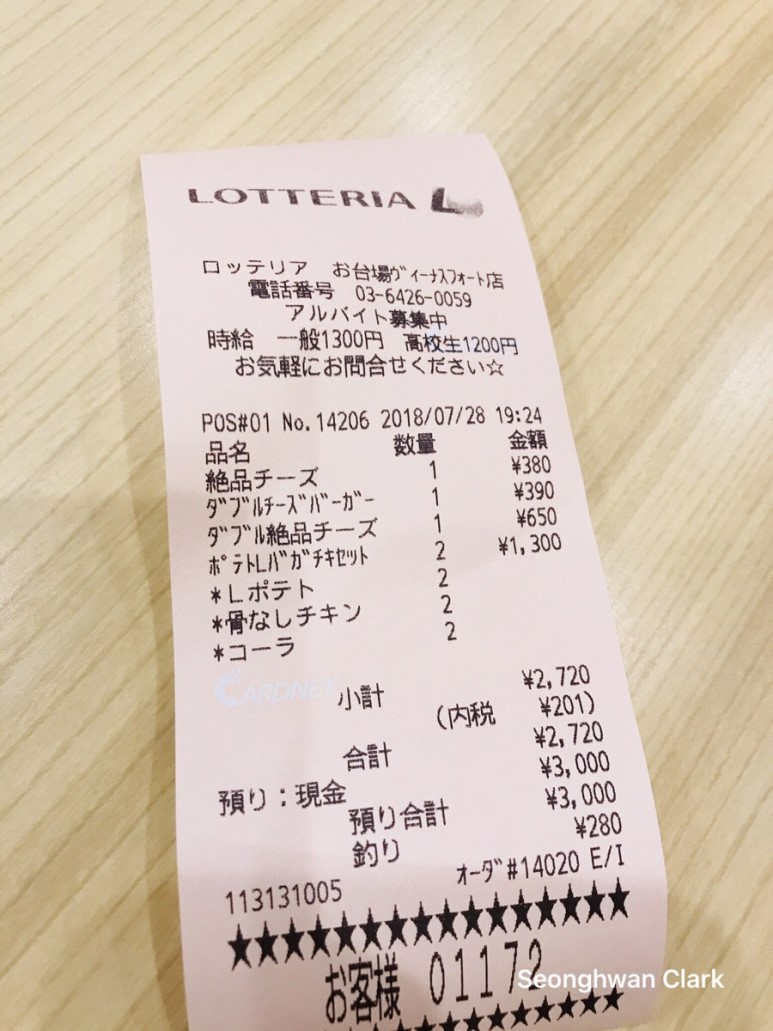 LOTTERIA L
ロッテリア お台場ヴィーナスフォート店
電話番号 03-6426-0059
アルバイト募集中
時給 一般1300円 高校生1200円
お気軽にお問合せください☆
POS#01 No.14206 2018/07/28 19:24
品名 数量 金額
絶品チーズ 1 ¥380
ダブルチーズバーガー 1 ¥390
ダブル絶品チーズ 1 ¥650
ポテトLバガチキセット 2 ¥1,300
*Lポテト 2
*骨なしチキン 2
*コーラ 2
CARDNET
小計 ¥2,720
(内税 ¥201)
合計 ¥2,720
預り:現金 ¥3,000
預り合計 ¥3,000
釣り ¥280
113131005 オーダ#14020 E/I
★★★★★★★★★★★★★★★
お客様 01172
Seonghwan Clark